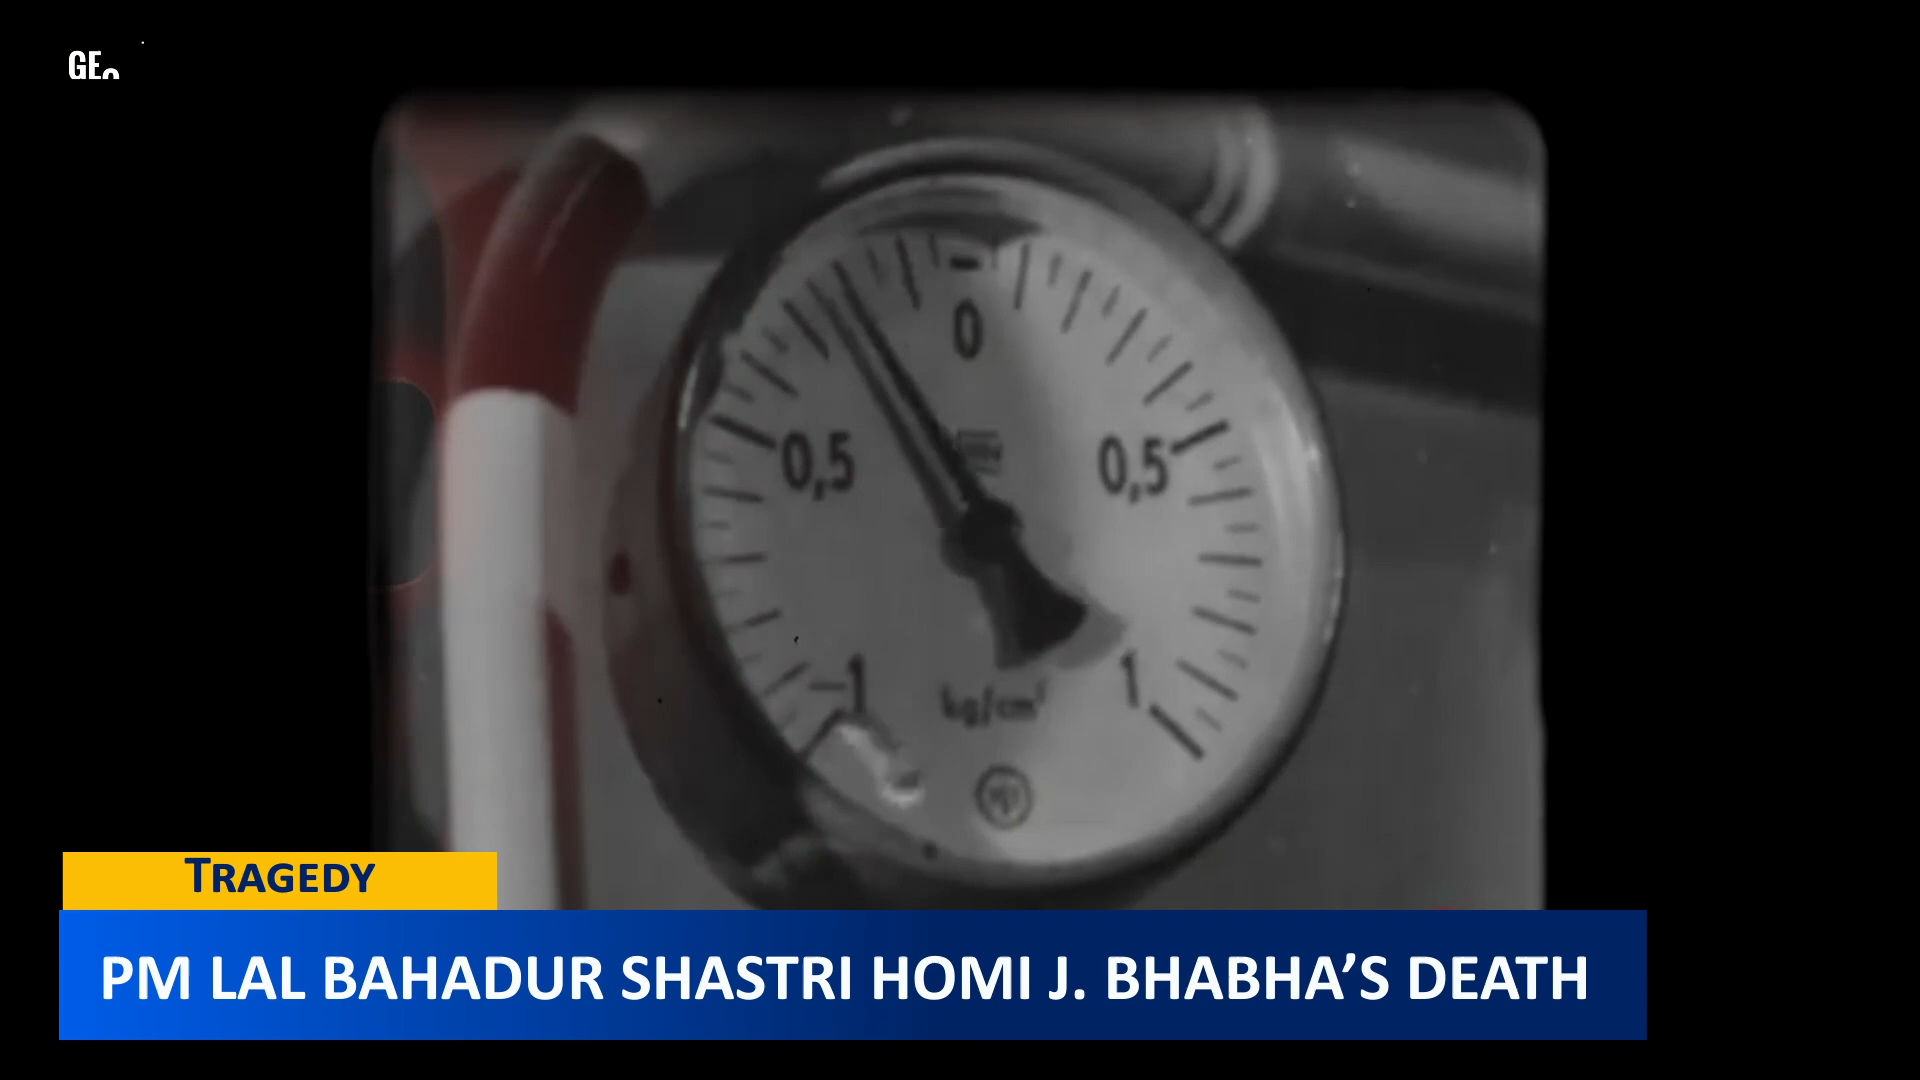 GEO
0
0,5
0,5
-1
1
kg/cm²
TRAGEDY
PM LAL BAHADUR SHASTRI HOMI J. BHABHA’S DEATH